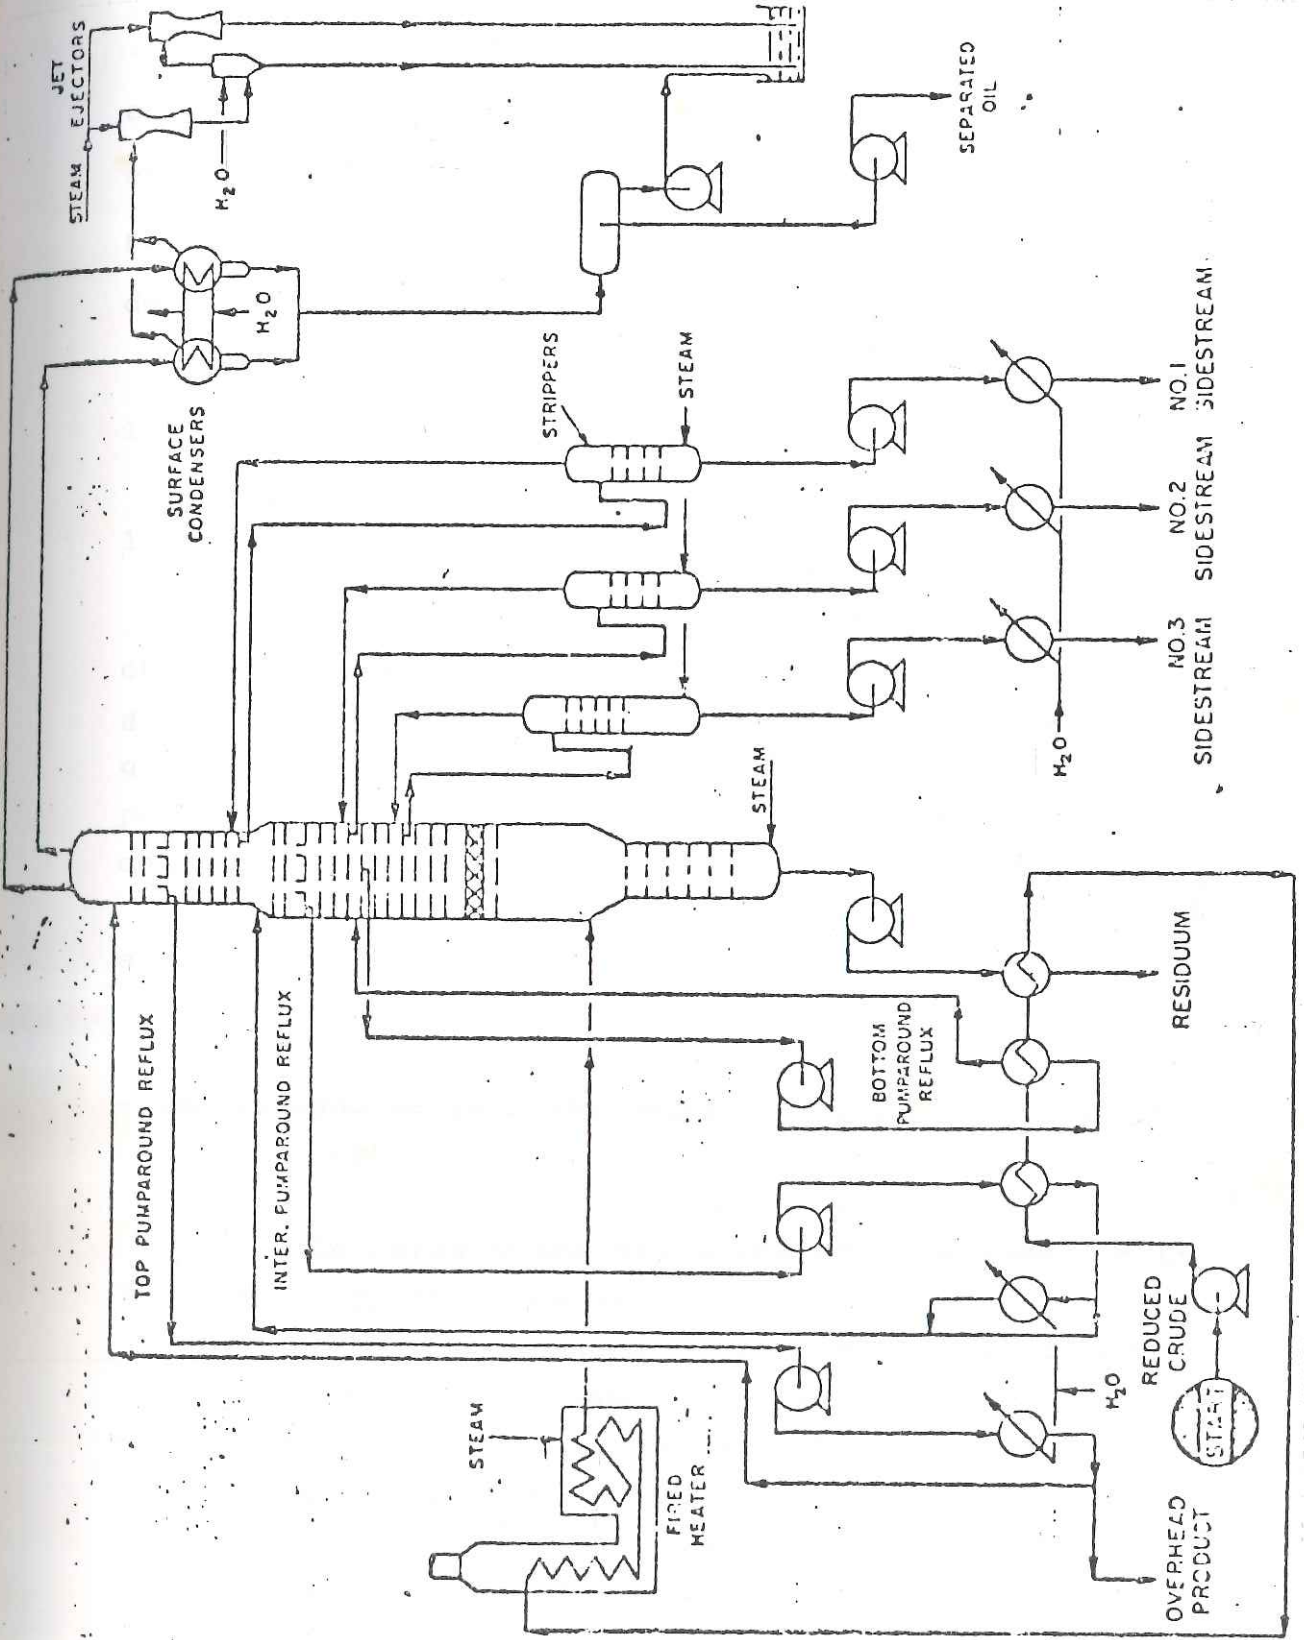 STEAM
JET
EJECTORS
H₂O
SEPARATED
OIL
H₂O
SURFACE
CONDENSERS
STRIPPERS
STEAM
NO.1
SIDESTREAM
NO.2
SIDESTREAM
NO.3
SIDESTREAM
H₂O
STEAM
TOP PUMPAROUND REFLUX
INTER. PUMPAROUND REFLUX
BOTTOM
PUMPAROUND
REFLUX
RESIDUUM
STEAM
FIRED
HEATER
REDUCED
CRUDE
H₂O
START
OVERHEAD
PRODUCT